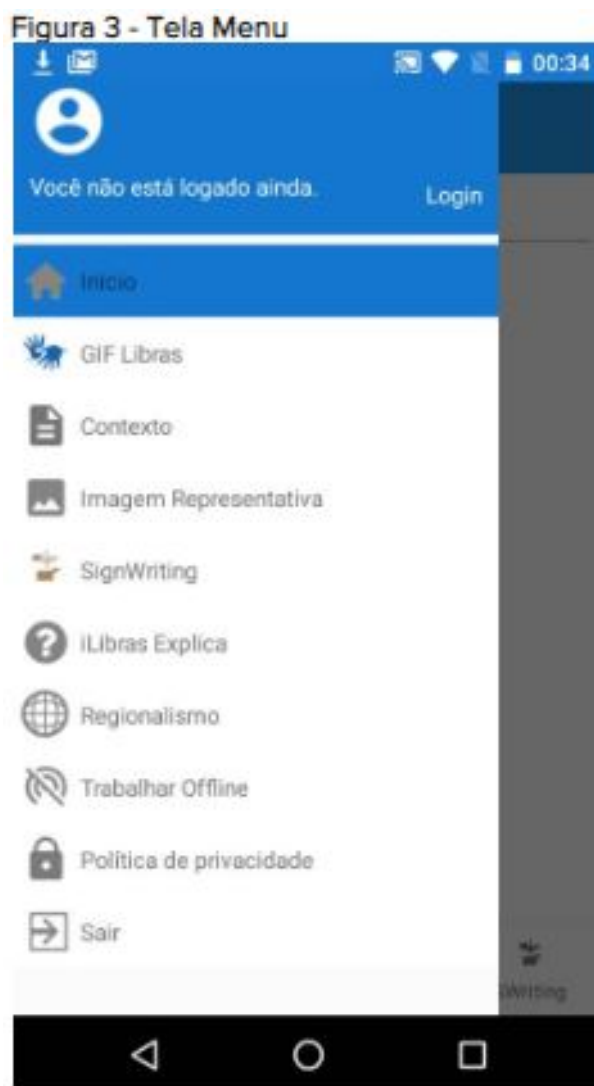 Figura 3 - Tela Menu
00:34
Você não está logado ainda.
Login
Início
GIF Libras
Contexto
Imagem Representativa
SignWriting
iLibras Explica
Regionalismo
Trabalhar Offline
Política de privacidade
Sair
Writing